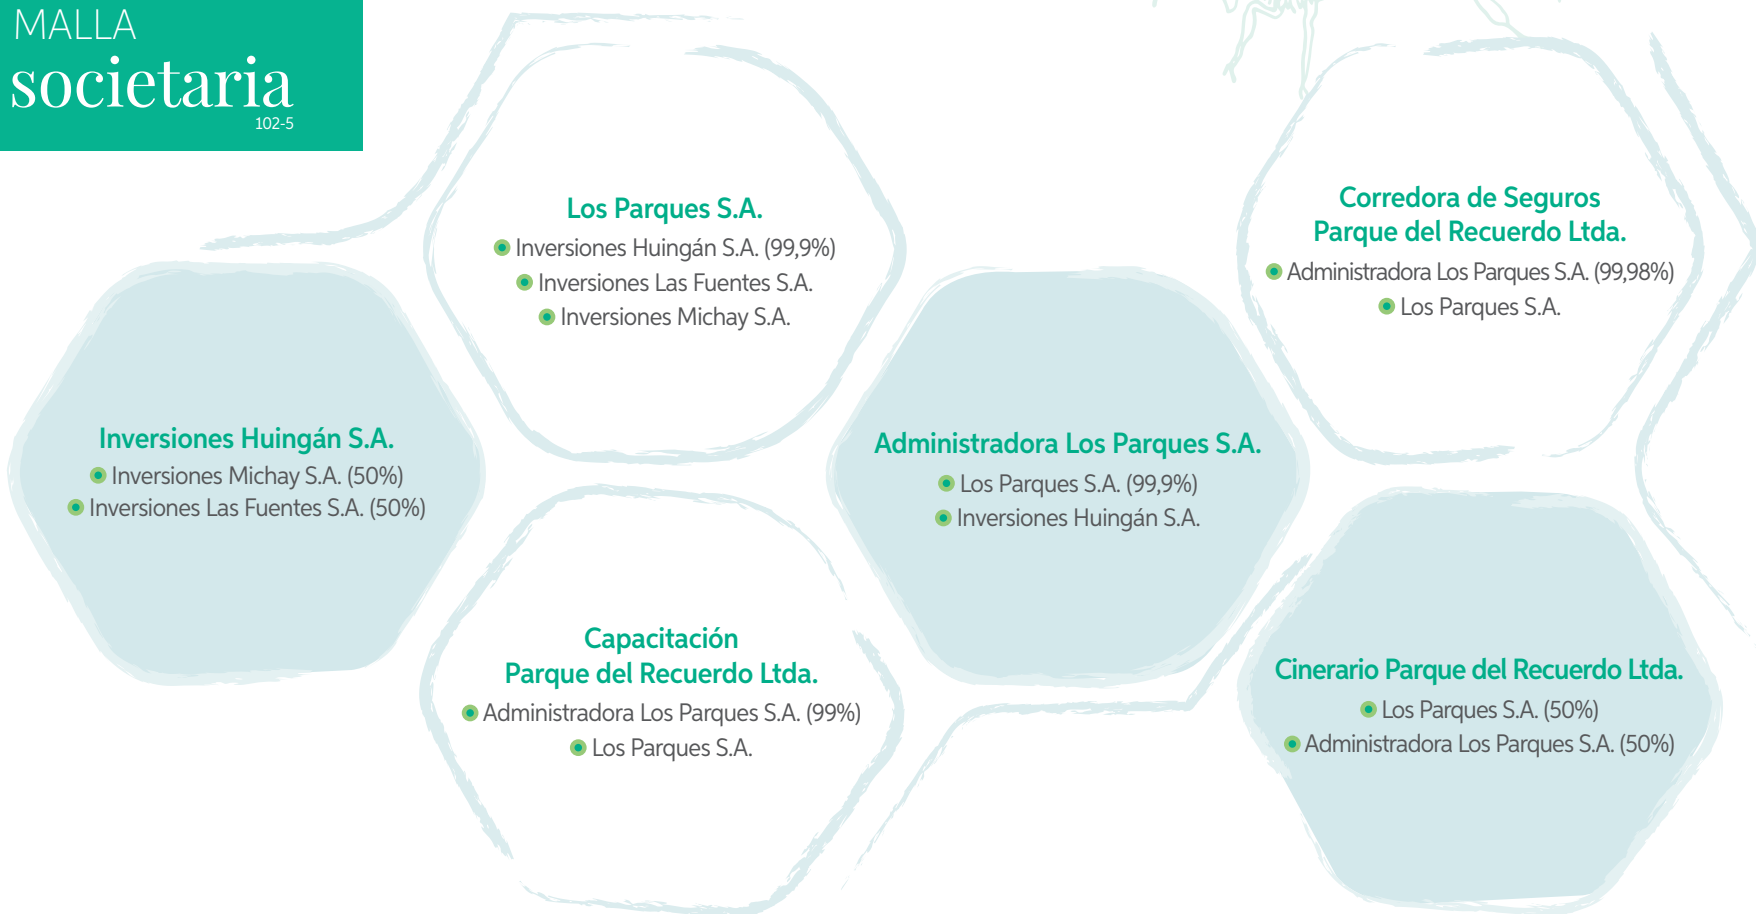 MALLA
societaria
102-5
Los Parques S.A.
Inversiones Huingán S.A. (99,9%)
Inversiones Las Fuentes S.A.
Inversiones Michay S.A.
Corredora de Seguros
Parque del Recuerdo Ltda.
Administradora Los Parques S.A. (99,98%)
Los Parques S.A.
Inversiones Huingán S.A.
Inversiones Michay S.A. (50%)
Inversiones Las Fuentes S.A. (50%)
Administradora Los Parques S.A.
Los Parques S.A. (99,9%)
Inversiones Huingán S.A.
Capacitación
Parque del Recuerdo Ltda.
Administradora Los Parques S.A. (99%)
Los Parques S.A.
Cinerario Parque del Recuerdo Ltda.
Los Parques S.A. (50%)
Administradora Los Parques S.A. (50%)